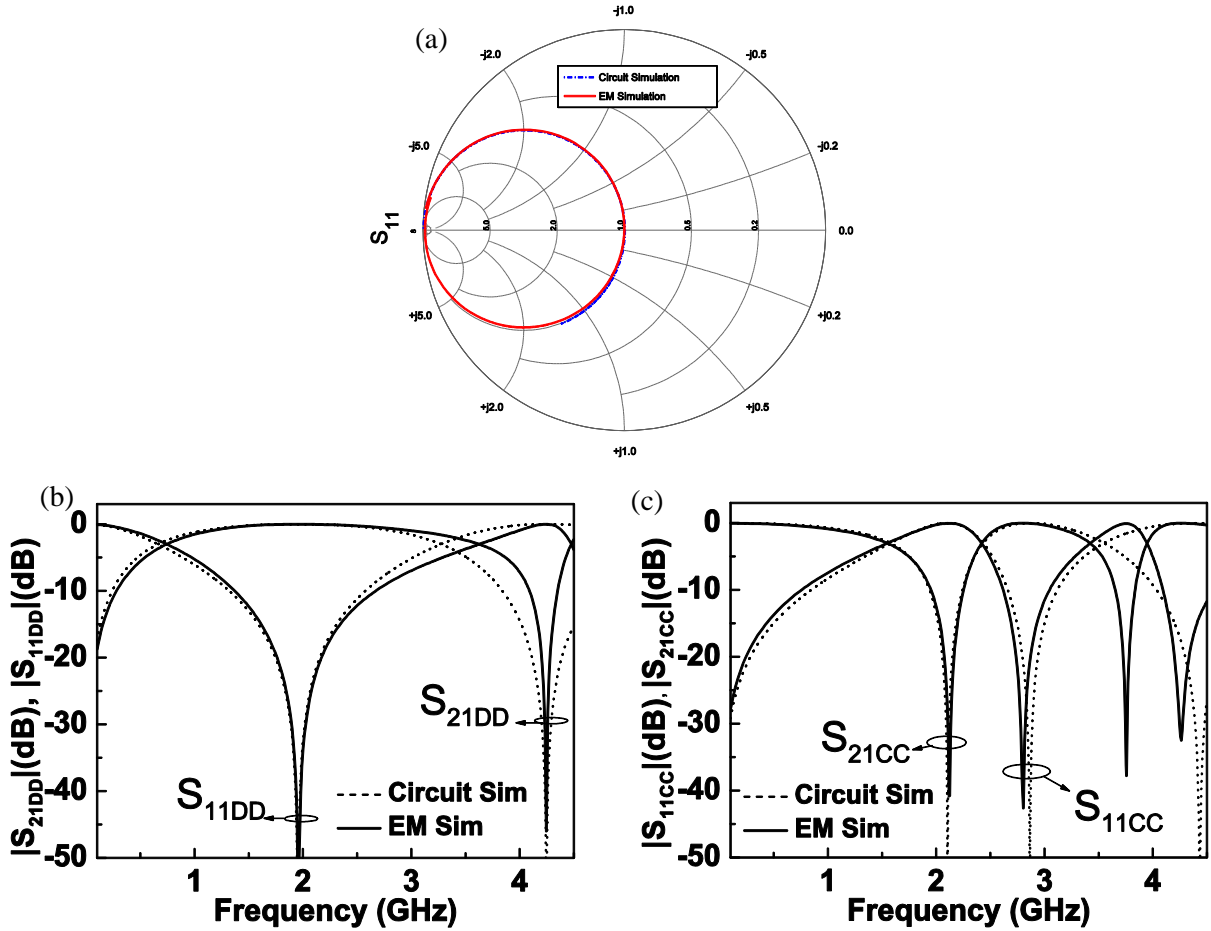 (a)
-j1.0
-j2.0
-j0.5
Circuit Simulation
EM Simulation
-j5.0
-j0.2
S11
5.0
2.0
1.0
0.5
0.2
0.0
+j5.0
+j0.2
+j2.0
+j0.5
+j1.0
(b)
|S21DD|(dB), |S11DD|(dB)
0
-10
-20
-30
-40
-50
S21DD
S11DD
Circuit Sim
EM Sim
1
2
3
4
Frequency (GHz)
(c)
|S11CC|(dB), |S21CC|(dB)
0
-10
-20
-30
-40
-50
S21CC
S11CC
Circuit Sim
EM Sim
1
2
3
4
Frequency (GHz)